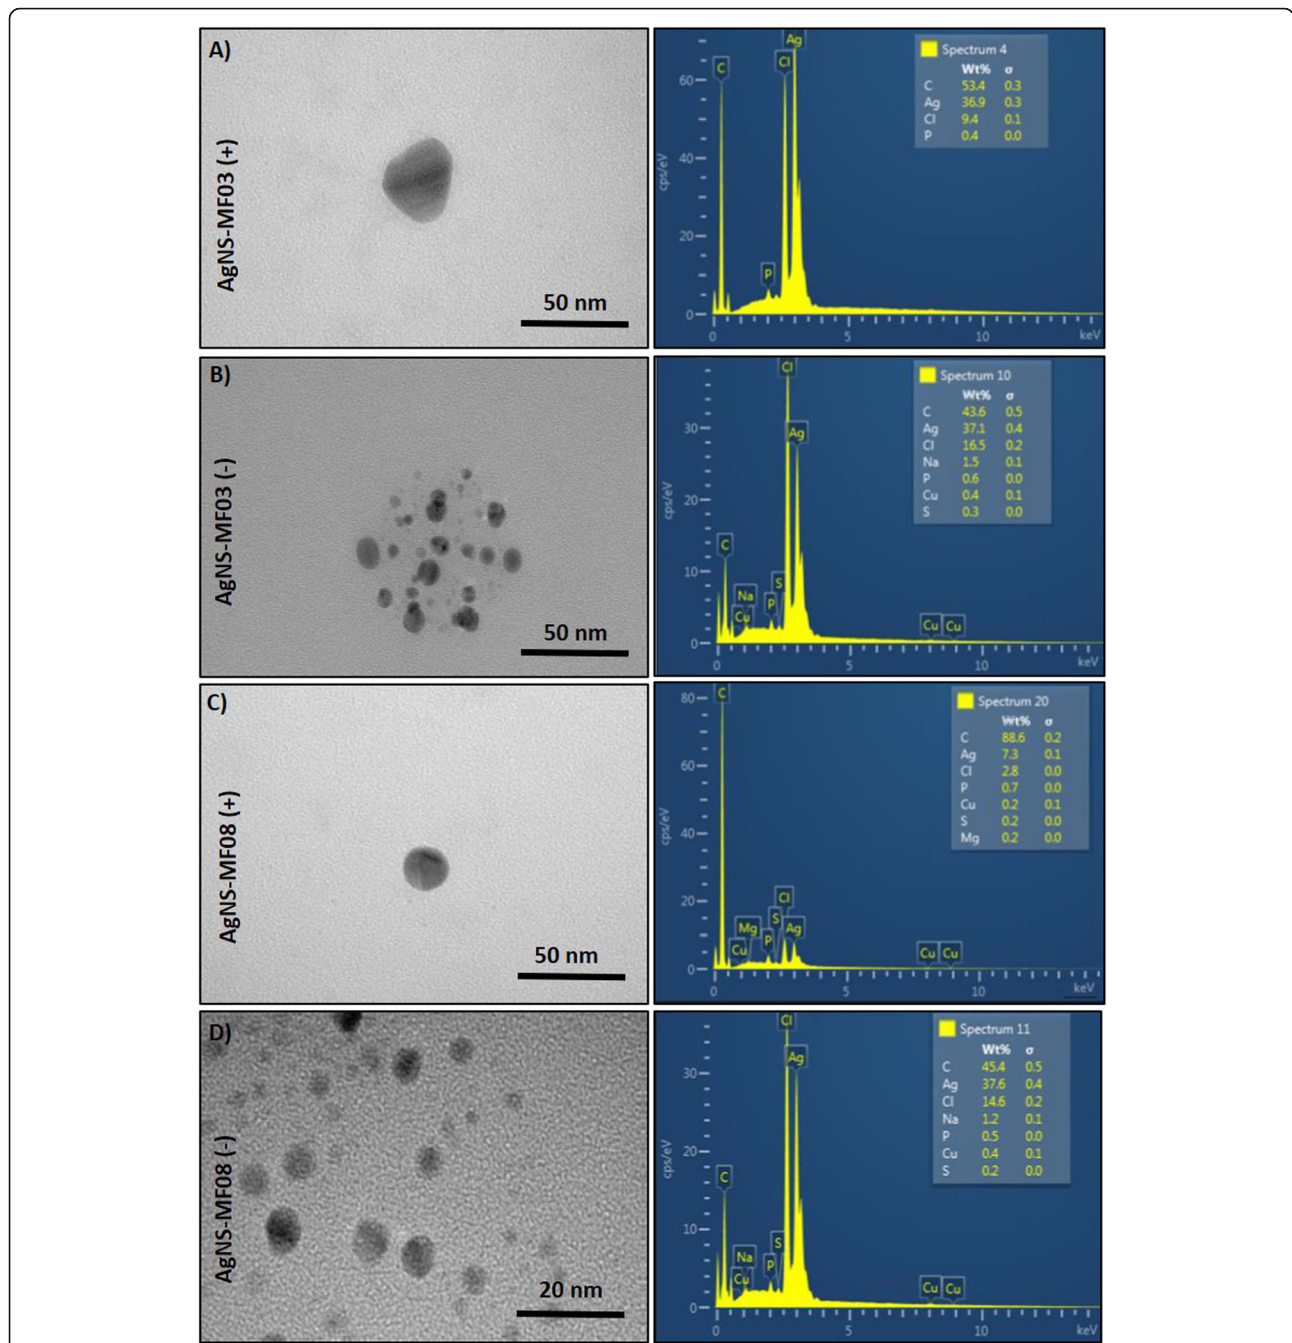 A)
AgNS-MF03 (+)
50 nm
Spectrum 4
Wt% σ
C 53.4 0.3
Ag 36.9 0.3
Cl 9.4 0.1
P 0.4 0.0
Ag
Cl
C
P
cps/eV
60
40
20
0
0 5 10 keV
B)
AgNS-MF03 (-)
50 nm
Spectrum 10
Wt% σ
C 43.6 0.5
Ag 37.1 0.4
Cl 16.5 0.2
Na 1.5 0.1
P 0.6 0.0
Cu 0.4 0.1
S 0.3 0.0
Cl
Ag
C
S
Na
P
Cu
Cu Cu
cps/eV
30
20
10
0
0 5 10 keV
C)
AgNS-MF08 (+)
50 nm
Spectrum 20
Wt% σ
C 88.6 0.2
Ag 7.3 0.1
Cl 2.8 0.0
P 0.7 0.0
Cu 0.2 0.1
S 0.2 0.0
Mg 0.2 0.0
C
Cl
S
Mg Ag
P
Cu
Cu Cu
cps/eV
80
60
40
20
0
0 5 10 keV
D)
AgNS-MF08 (-)
20 nm
Spectrum 11
Wt% σ
C 45.4 0.5
Ag 37.6 0.4
Cl 14.6 0.2
Na 1.2 0.1
P 0.5 0.0
Cu 0.4 0.1
S 0.2 0.0
Cl
Ag
C
S
Na
P
Cu
Cu Cu
cps/eV
30
20
10
0
0 5 10 keV